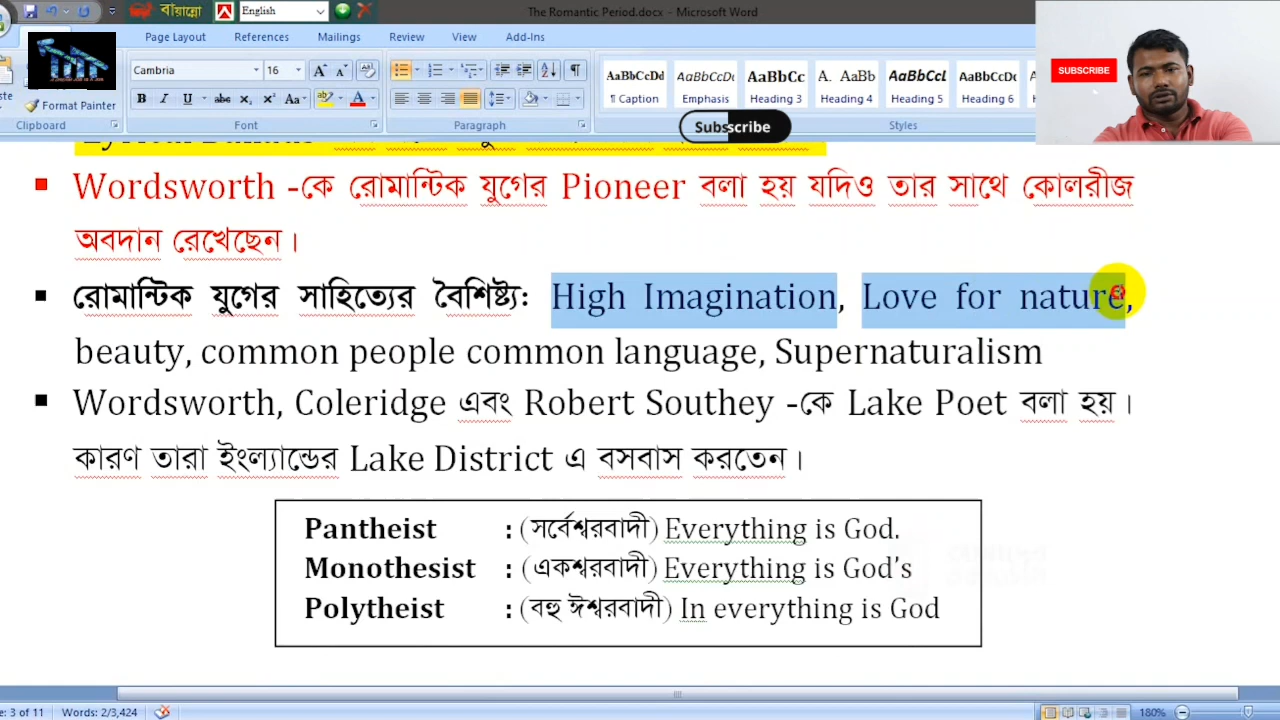 The Romantic Period.docx - Microsoft Word
বায়ান্নো English
Page Layout References Mailings Review View Add-Ins
Cambria 16
Format Painter
AaBbCcDd AaBbCcDc AaBbCc A. AaBb AaBbCcL AaBbCcDc AaBbCcD
¶ Caption Emphasis Heading 3 Heading 4 Heading 5 Heading 6
Clipboard Font Paragraph Styles
SUBSCRIBE
Subscribe
Wordsworth -কে রোমান্টিক যুগের Pioneer বলা হয় যদিও তার সাথে কোলরীজ
অবদান রেখেছেন।
রোমান্টিক যুগের সাহিত্যের বৈশিষ্ট্যঃ High Imagination, Love for nature,
beauty, common people common language, Supernaturalism
Wordsworth, Coleridge এবং Robert Southey -কে Lake Poet বলা হয়।
কারণ তারা ইংল্যান্ডের Lake District এ বসবাস করতেন।
Pantheist : (সর্বেশ্বরবাদী) Everything is God.
Monothesist : (একশ্বরবাদী) Everything is God's
Polytheist : (বহু ঈশ্বরবাদী) In everything is God
e: 3 of 11 Words: 2/3,424 180%